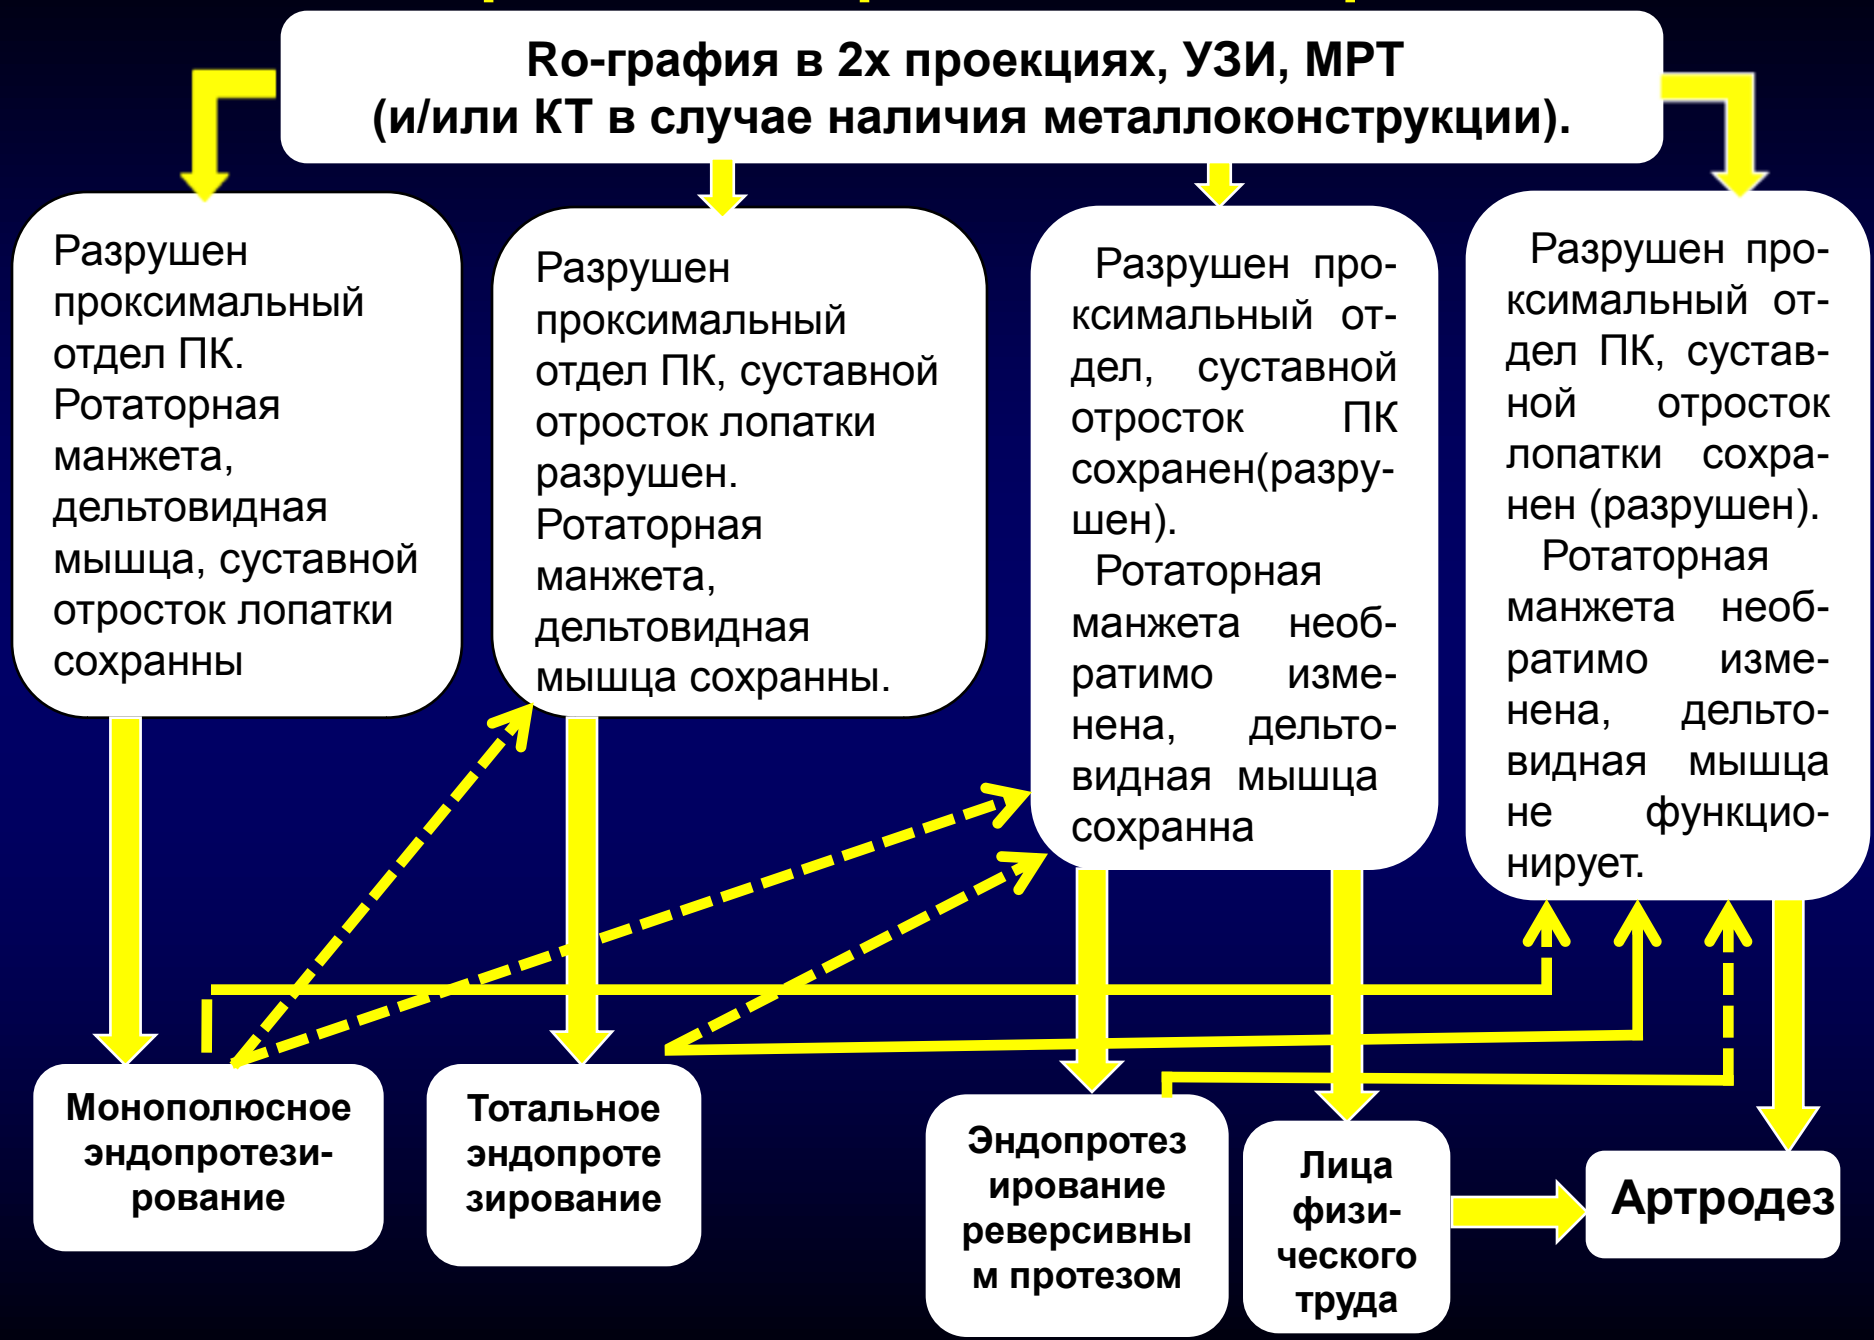 Ro-графия в 2х проекциях, УЗИ, МРТ
(и/или КТ в случае наличия металлоконструкции).
Разрушен
проксимальный
отдел ПК.
Ротаторная
манжета,
дельтовидная
мышца, суставной
отросток лопатки
сохранны
Разрушен
проксимальный
отдел ПК, суставной
отросток лопатки
разрушен.
Ротаторная
манжета,
дельтовидная
мышца сохранны.
Разрушен про-
ксимальный от-
дел, суставной
отросток ПК
сохранен(разру-
шен).
Ротаторная
манжета необ-
ратимо изме-
нена, дельто-
видная мышца
сохранна
Разрушен про-
ксимальный от-
дел ПК, сустав-
ной отросток
лопатки сохра-
нен (разрушен).
Ротаторная
манжета необ-
ратимо изме-
нена, дельто-
видная мышца
не функцио-
нирует.
Монополюсное
эндопротези-
рование
Тотальное
эндопроте
зирование
Эндопротез
ирование
реверсивны
м протезом
Лица
физи-
ческого
труда
Артродез